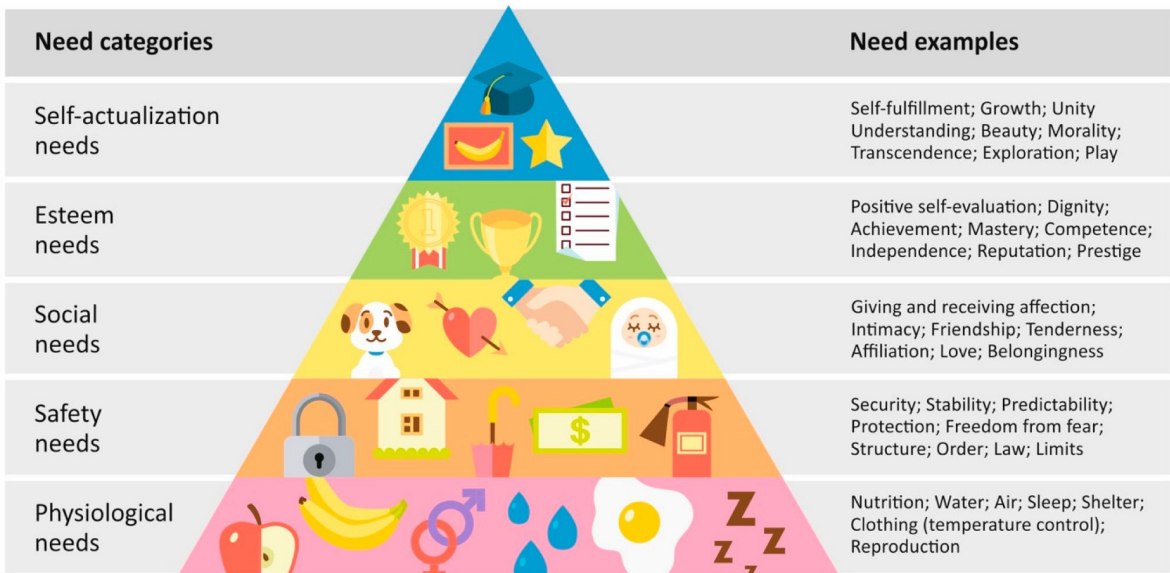 Need categories
Need examples
Self-actualization
needs
Self-fulfillment; Growth; Unity
Understanding; Beauty; Morality;
Transcendence; Exploration; Play
Esteem
needs
1
Positive self-evaluation; Dignity;
Achievement; Mastery; Competence;
Independence; Reputation; Prestige
Social
needs
Giving and receiving affection;
Intimacy; Friendship; Tenderness;
Affiliation; Love; Belongingness
Safety
needs
$
Security; Stability; Predictability;
Protection; Freedom from fear;
Structure; Order; Law; Limits
Physiological
needs
Z
Z
Z
Z
Nutrition; Water; Air; Sleep; Shelter;
Clothing (temperature control);
Reproduction